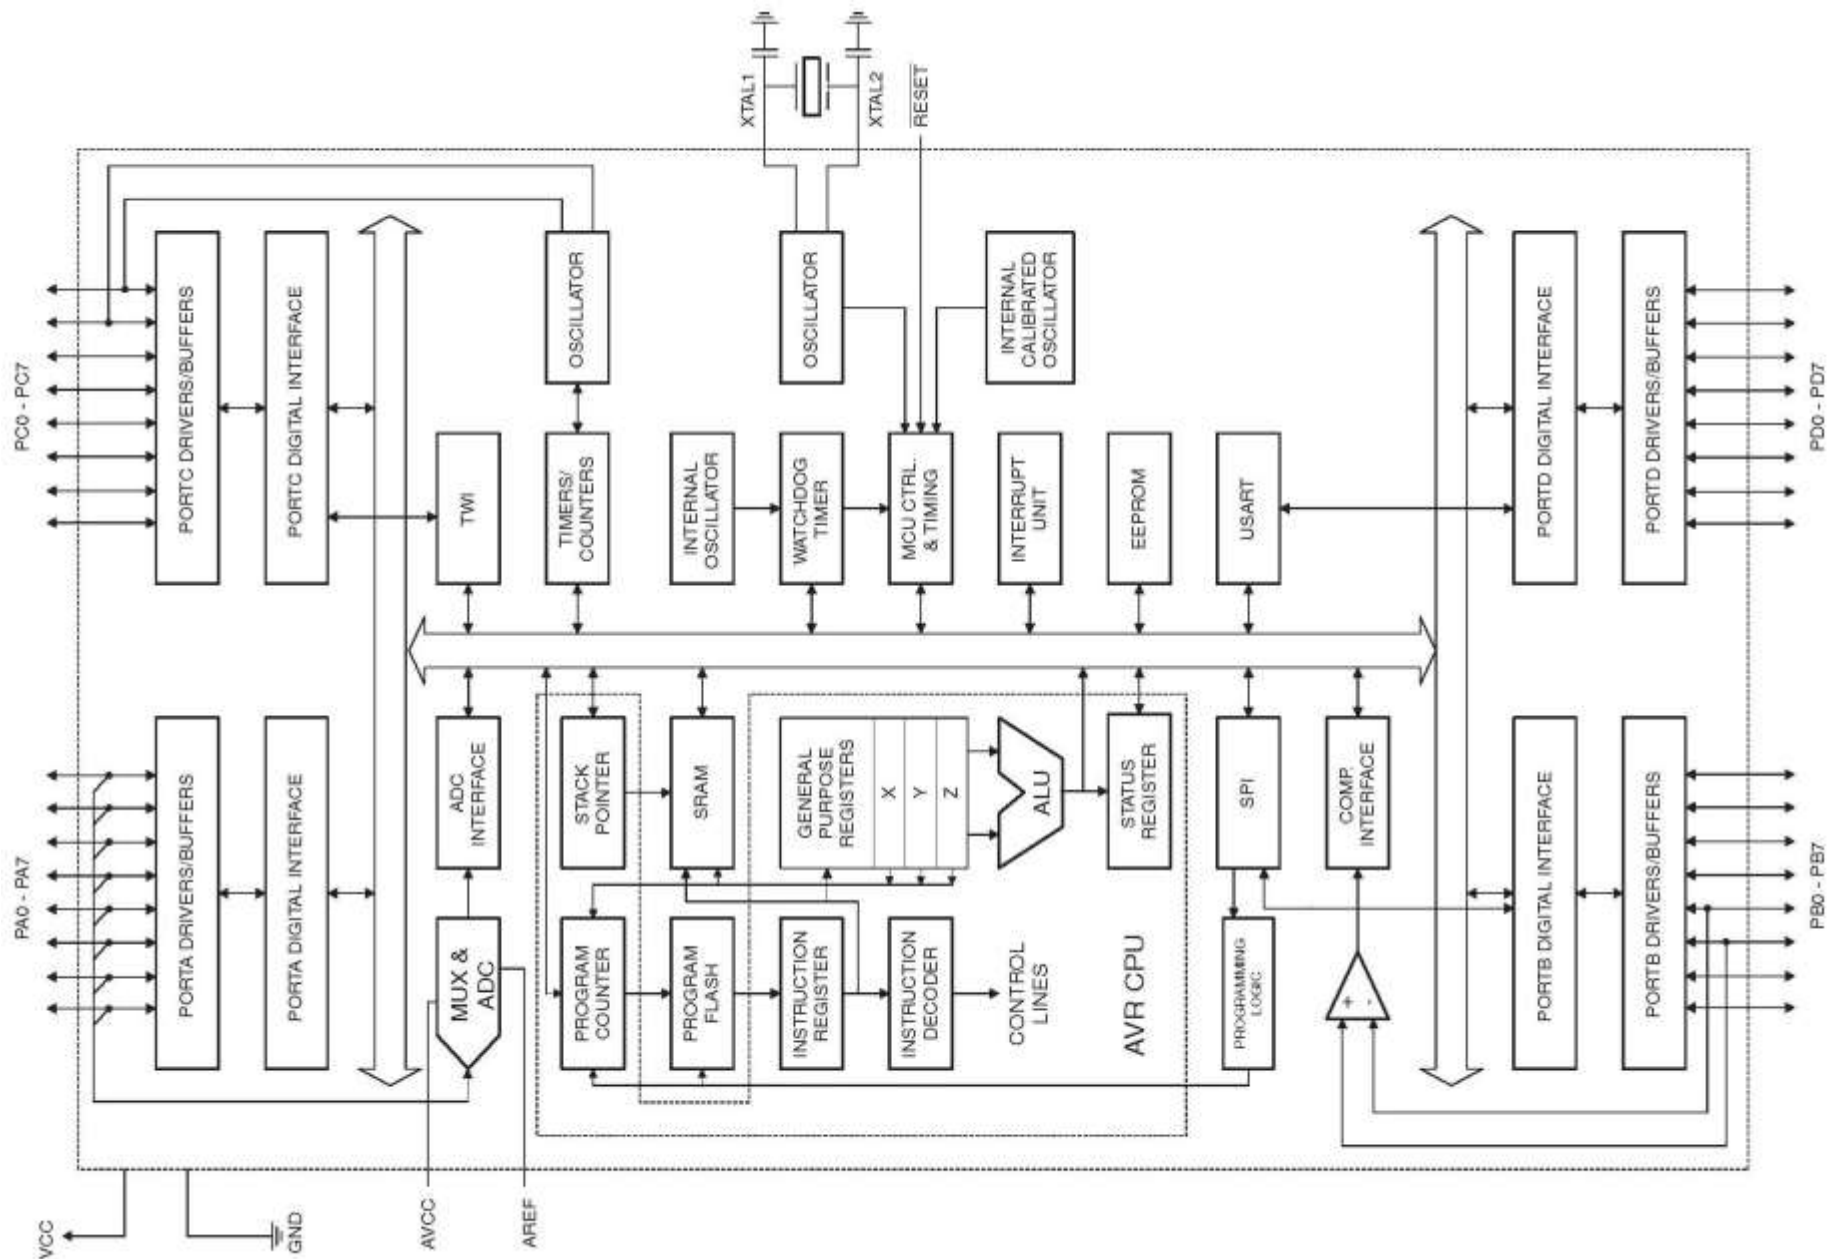 VCC
GND
AVCC
AREF
PA0 - PA7
PC0 - PC7
PORTA DRIVERS/BUFFERS
PORTC DRIVERS/BUFFERS
PORTA DIGITAL INTERFACE
PORTC DIGITAL INTERFACE
MUX &
ADC
ADC
INTERFACE
TWI
PROGRAM
COUNTER
STACK
POINTER
TIMERS/
COUNTERS
OSCILLATOR
PROGRAM
FLASH
SRAM
INTERNAL
OSCILLATOR
INSTRUCTION
REGISTER
GENERAL
PURPOSE
REGISTERS
X
Y
Z
WATCHDOG
TIMER
OSCILLATOR
XTAL1
XTAL2
RESET
INSTRUCTION
DECODER
MCU CTRL.
& TIMING
INTERNAL
CALIBRATED
OSCILLATOR
CONTROL
LINES
ALU
INTERRUPT
UNIT
AVR CPU
STATUS
REGISTER
EEPROM
PROGRAMMING
LOGIC
SPI
USART
+
-
COMP.
INTERFACE
PORTB DIGITAL INTERFACE
PORTD DIGITAL INTERFACE
PORTB DRIVERS/BUFFERS
PORTD DRIVERS/BUFFERS
PB0 - PB7
PD0 - PD7